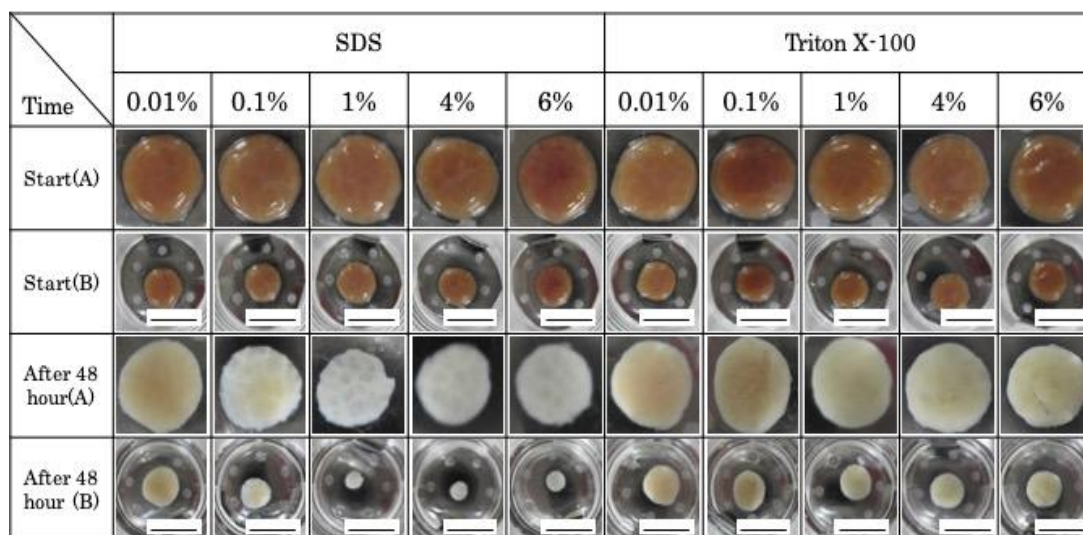 SDS Triton X-100
Time 0.01% 0.1% 1% 4% 6% 0.01% 0.1% 1% 4% 6%
Start(A)
Start(B)
After 48
hour(A)
After 48
hour (B)